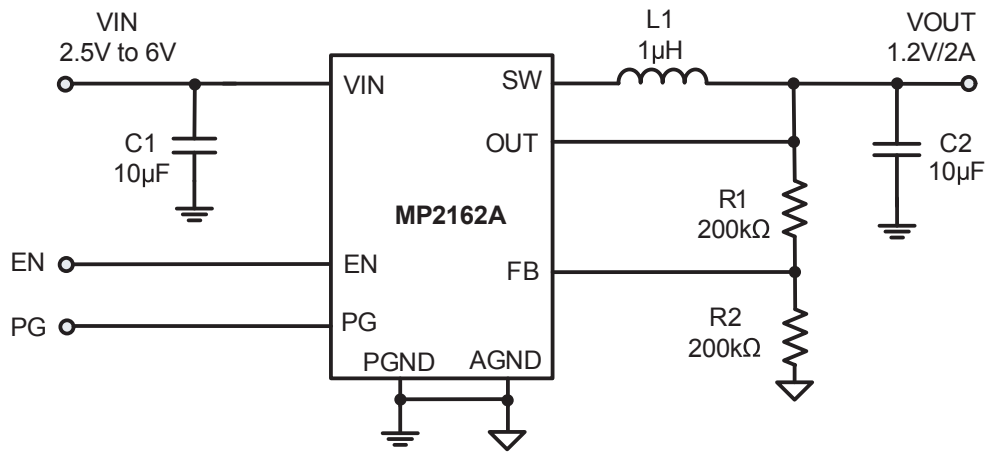 VIN
2.5V to 6V
L1
1µH
VOUT
1.2V/2A
VIN
SW
C1
10µF
OUT
C2
10µF
MP2162A
R1
200kΩ
EN
EN
FB
PG
PG
R2
200kΩ
PGND
AGND